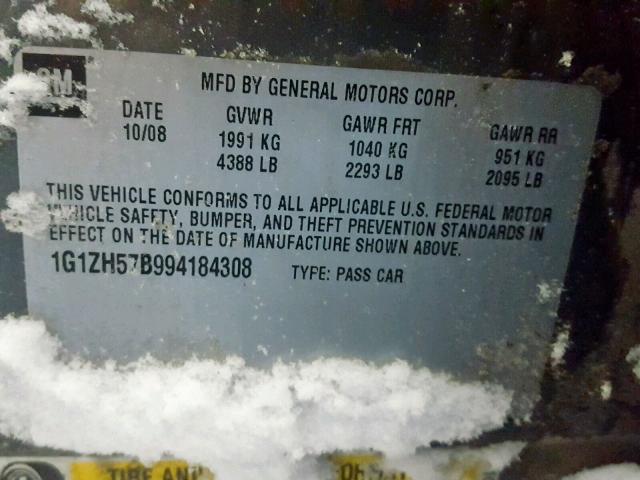 GM
MFD BY GENERAL MOTORS CORP.
DATE GVWR GAWR FRT GAWR RR
10/08 1991 KG 1040 KG 951 KG
4388 LB 2293 LB 2095 LB
THIS VEHICLE CONFORMS TO ALL APPLICABLE U.S. FEDERAL MOTOR
VEHICLE SAFETY, BUMPER, AND THEFT PREVENTION STANDARDS IN
EFFECT ON THE DATE OF MANUFACTURE SHOWN ABOVE.
1G1ZH57B994184308 TYPE: PASS CAR
TIRE AND